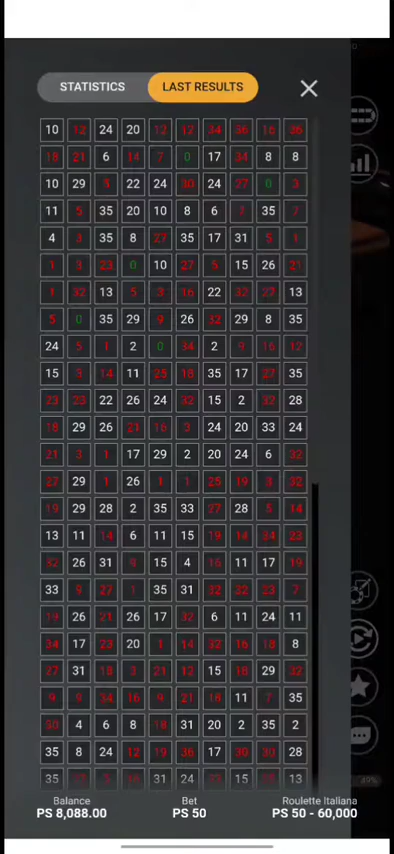 STATISTICS LAST RESULTS
10 12 24 20 12 12 34 36 16 36
18 21 6 14 7 0 17 34 8 8
10 29 3 22 24 30 24 27 0 3
11 5 35 20 10 8 6 7 35 7
4 3 35 8 27 35 17 31 5 1
1 3 23 0 10 27 5 15 26 21
1 32 13 5 3 16 22 32 27 13
5 0 35 29 9 26 32 29 8 35
24 5 1 2 0 34 2 9 16 12
15 3 14 11 25 18 35 17 27 35
23 23 22 26 24 32 15 2 32 28
18 29 26 21 16 3 24 20 33 24
21 3 1 17 29 2 20 24 6 32
27 29 1 26 1 1 25 19 3 32
19 29 28 2 35 33 27 28 5 14
13 11 14 6 11 15 19 14 34 23
32 26 31 9 15 4 16 11 17 19
33 9 27 1 35 31 32 32 23 7
19 26 21 26 17 32 6 11 24 11
34 17 23 20 1 14 32 16 18 8
27 31 18 3 21 12 15 18 29 32
9 9 34 16 9 21 18 11 7 35
30 4 6 8 18 31 20 2 35 2
35 8 24 12 19 36 17 30 30 28
35 31 24 15 13
Balance Bet Roulette Italiana
PS 8,088.00 PS 50 PS 50 - 60,000